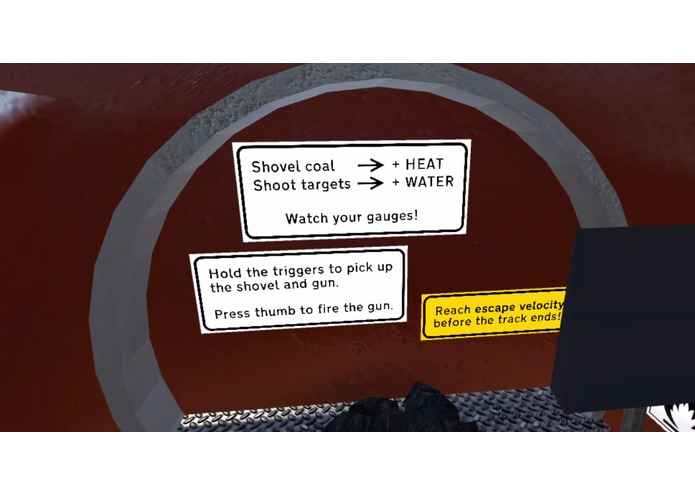 Shovel coal → + HEAT
Shoot targets → + WATER
Watch your gauges!
Hold the triggers to pick up
the shovel and gun.
Press thumb to fire the gun.
Reach escape velocity
before the track ends!